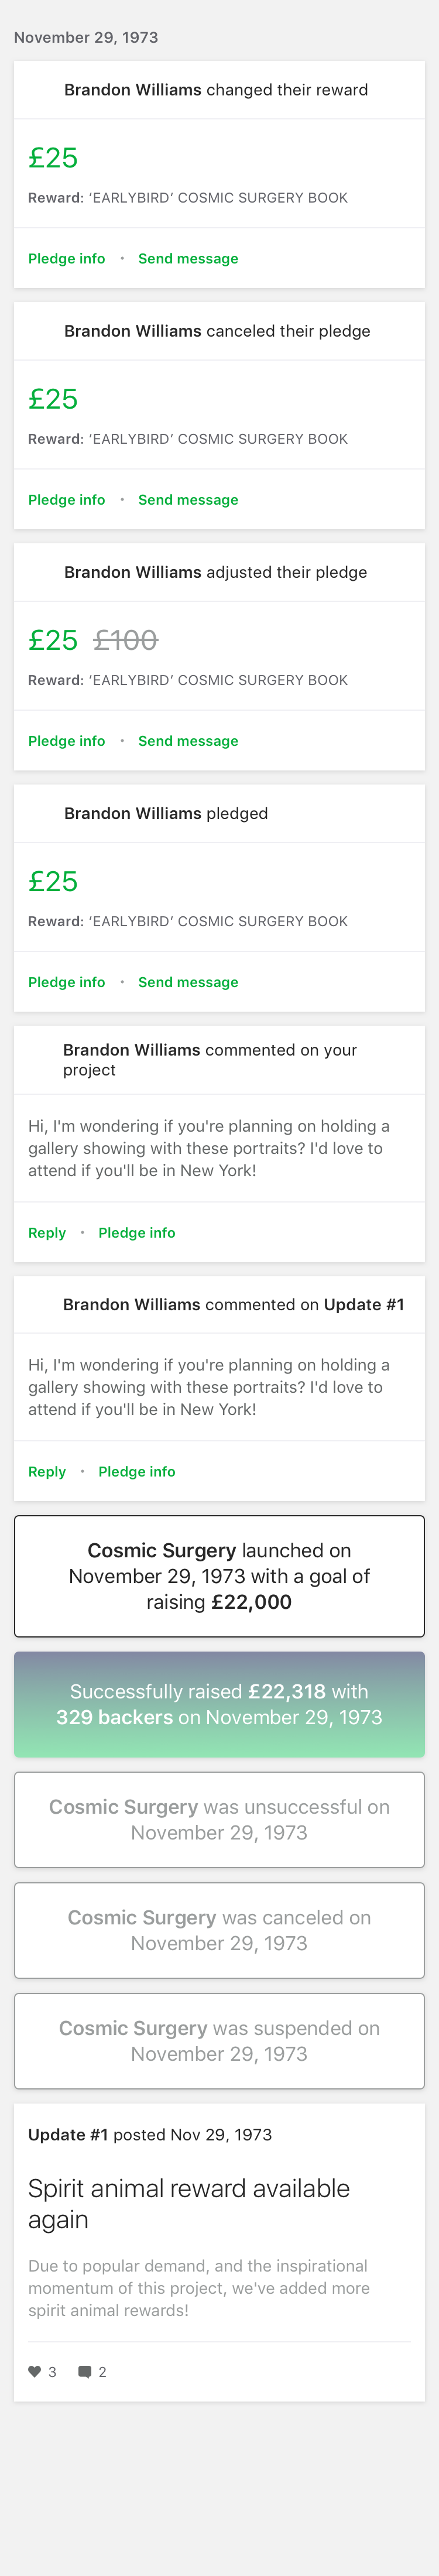 November 29, 1973
Brandon Williams changed their reward
£25
Reward: ‘EARLYBIRD’ COSMIC SURGERY BOOK
Pledge info • Send message
Brandon Williams canceled their pledge
£25
Reward: ‘EARLYBIRD’ COSMIC SURGERY BOOK
Pledge info • Send message
Brandon Williams adjusted their pledge
£25 £100
Reward: ‘EARLYBIRD’ COSMIC SURGERY BOOK
Pledge info • Send message
Brandon Williams pledged
£25
Reward: ‘EARLYBIRD’ COSMIC SURGERY BOOK
Pledge info • Send message
Brandon Williams commented on your
project
Hi, I'm wondering if you're planning on holding a
gallery showing with these portraits? I'd love to
attend if you'll be in New York!
Reply • Pledge info
Brandon Williams commented on Update #1
Hi, I'm wondering if you're planning on holding a
gallery showing with these portraits? I'd love to
attend if you'll be in New York!
Reply • Pledge info
Cosmic Surgery launched on
November 29, 1973 with a goal of
raising £22,000
Successfully raised £22,318 with
329 backers on November 29, 1973
Cosmic Surgery was unsuccessful on
November 29, 1973
Cosmic Surgery was canceled on
November 29, 1973
Cosmic Surgery was suspended on
November 29, 1973
Update #1 posted Nov 29, 1973
Spirit animal reward available
again
Due to popular demand, and the inspirational
momentum of this project, we've added more
spirit animal rewards!
3 2